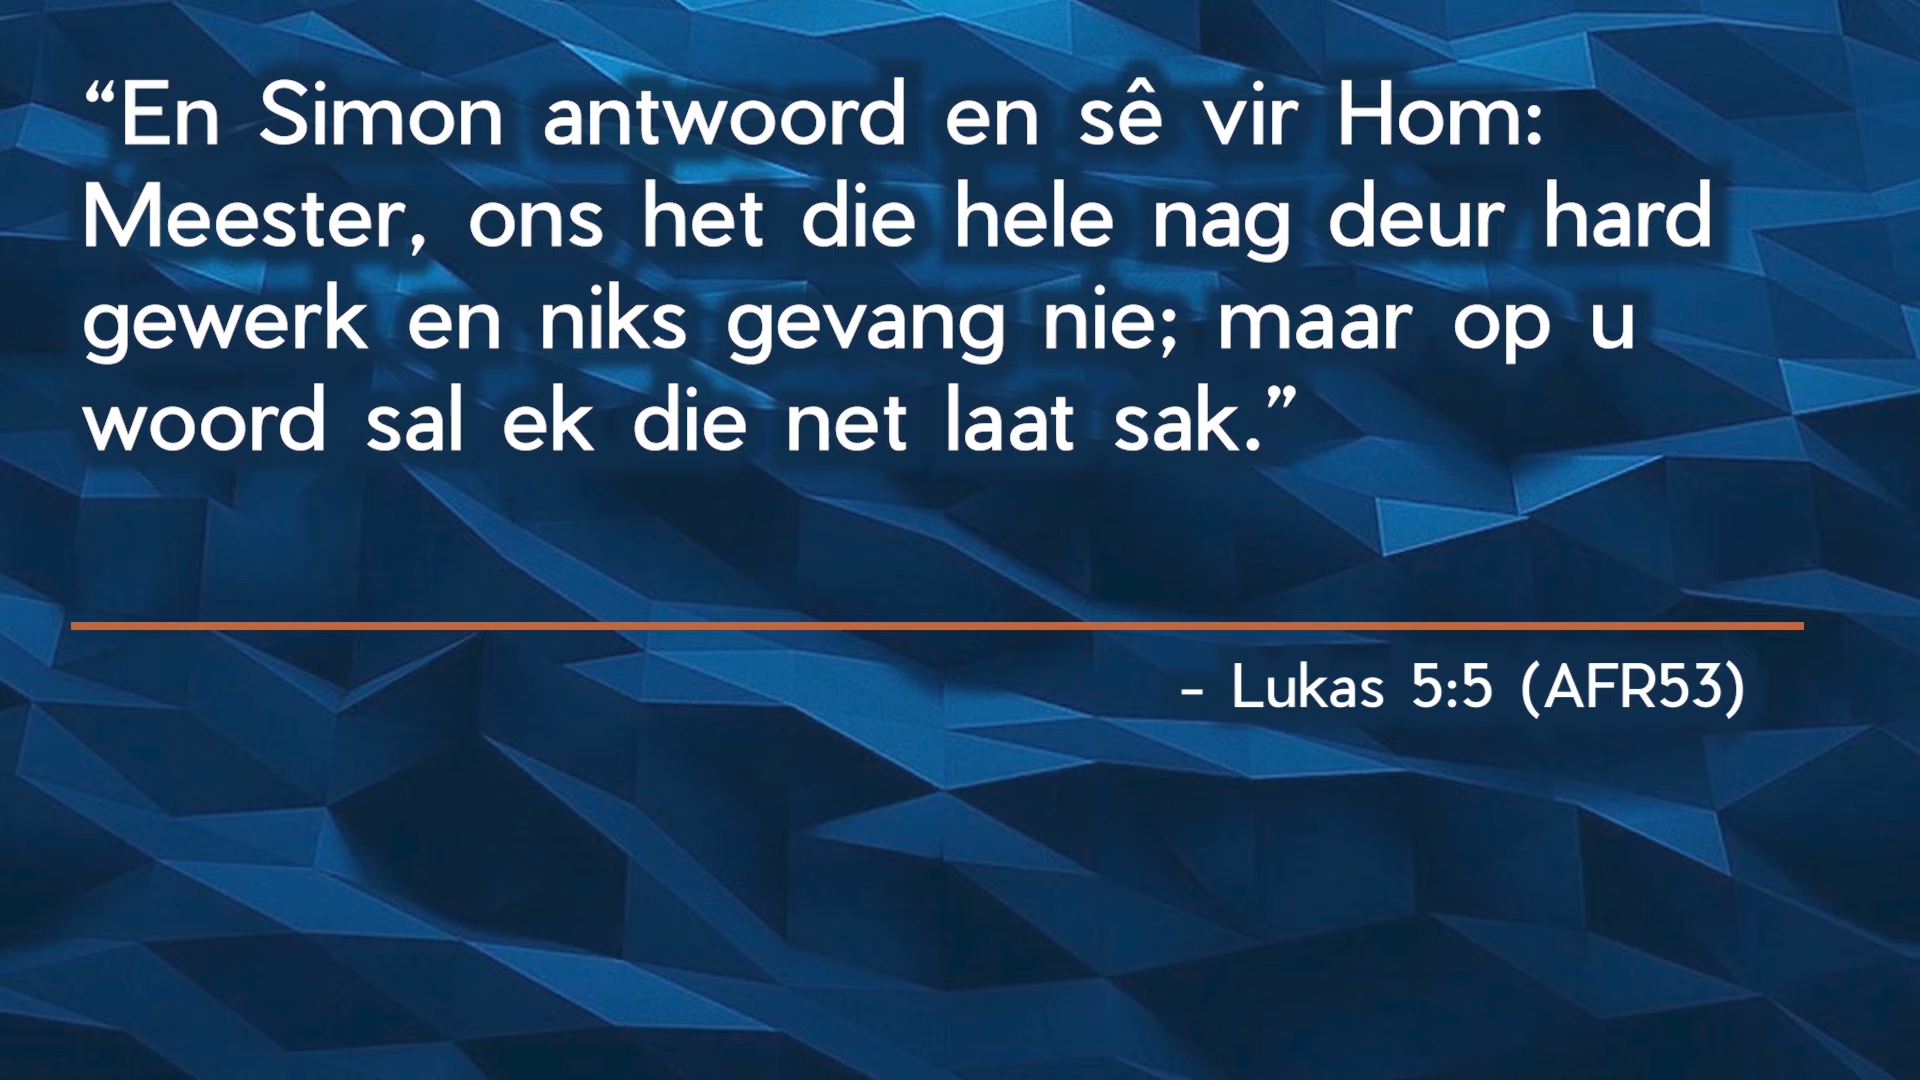 “En Simon antwoord en sê vir Hom:
Meester, ons het die hele nag deur hard
gewerk en niks gevang nie; maar op u
woord sal ek die net laat sak.”
– Lukas 5:5 (AFR53)